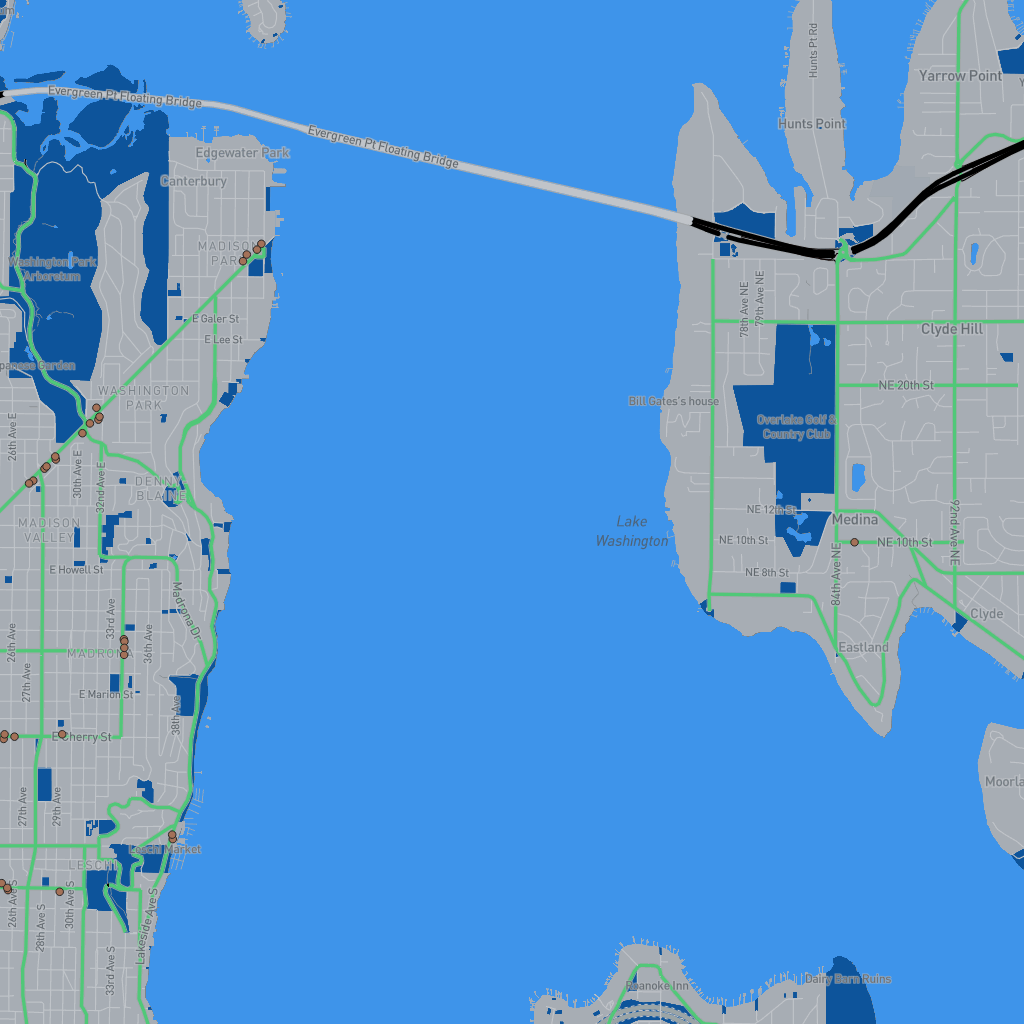 Hunts Pt Rd
Yarrow Point
Evergreen Pt Floating Bridge
Evergreen Pt Floating Bridge
Hunts Point
Edgewater Park
Canterbury
MADISON
PARK
Washington Park
Arboretum
78th Ave NE
79th Ave NE
E Galer St
Clyde Hill
E Lee St
panese Garden
NE 20th St
WASHINGTON
PARK
Bill Gates's house
Overlake Golf &
Country Club
26th Ave E
30th Ave E
32nd Ave E
DENNY
BLAINE
NE 12th St
Medina
92nd Ave NE
MADISON
VALLEY
Lake
Washington
NE 10th St
NE 10th St
E Howell St
NE 8th St
84th Ave NE
Madrona Dr
33rd Ave
Clyde
26th Ave
36th Ave
MADRONA
Eastland
27th Ave
E Marion St
38th Ave
E Cherry St
Moorla
27th Ave
29th Ave
Leschi Market
LESCHI
26th Ave S
30th Ave S
28th Ave S
Lakeside Ave S
33rd Ave S
Roanoke Inn
Dairy Barn Ruins